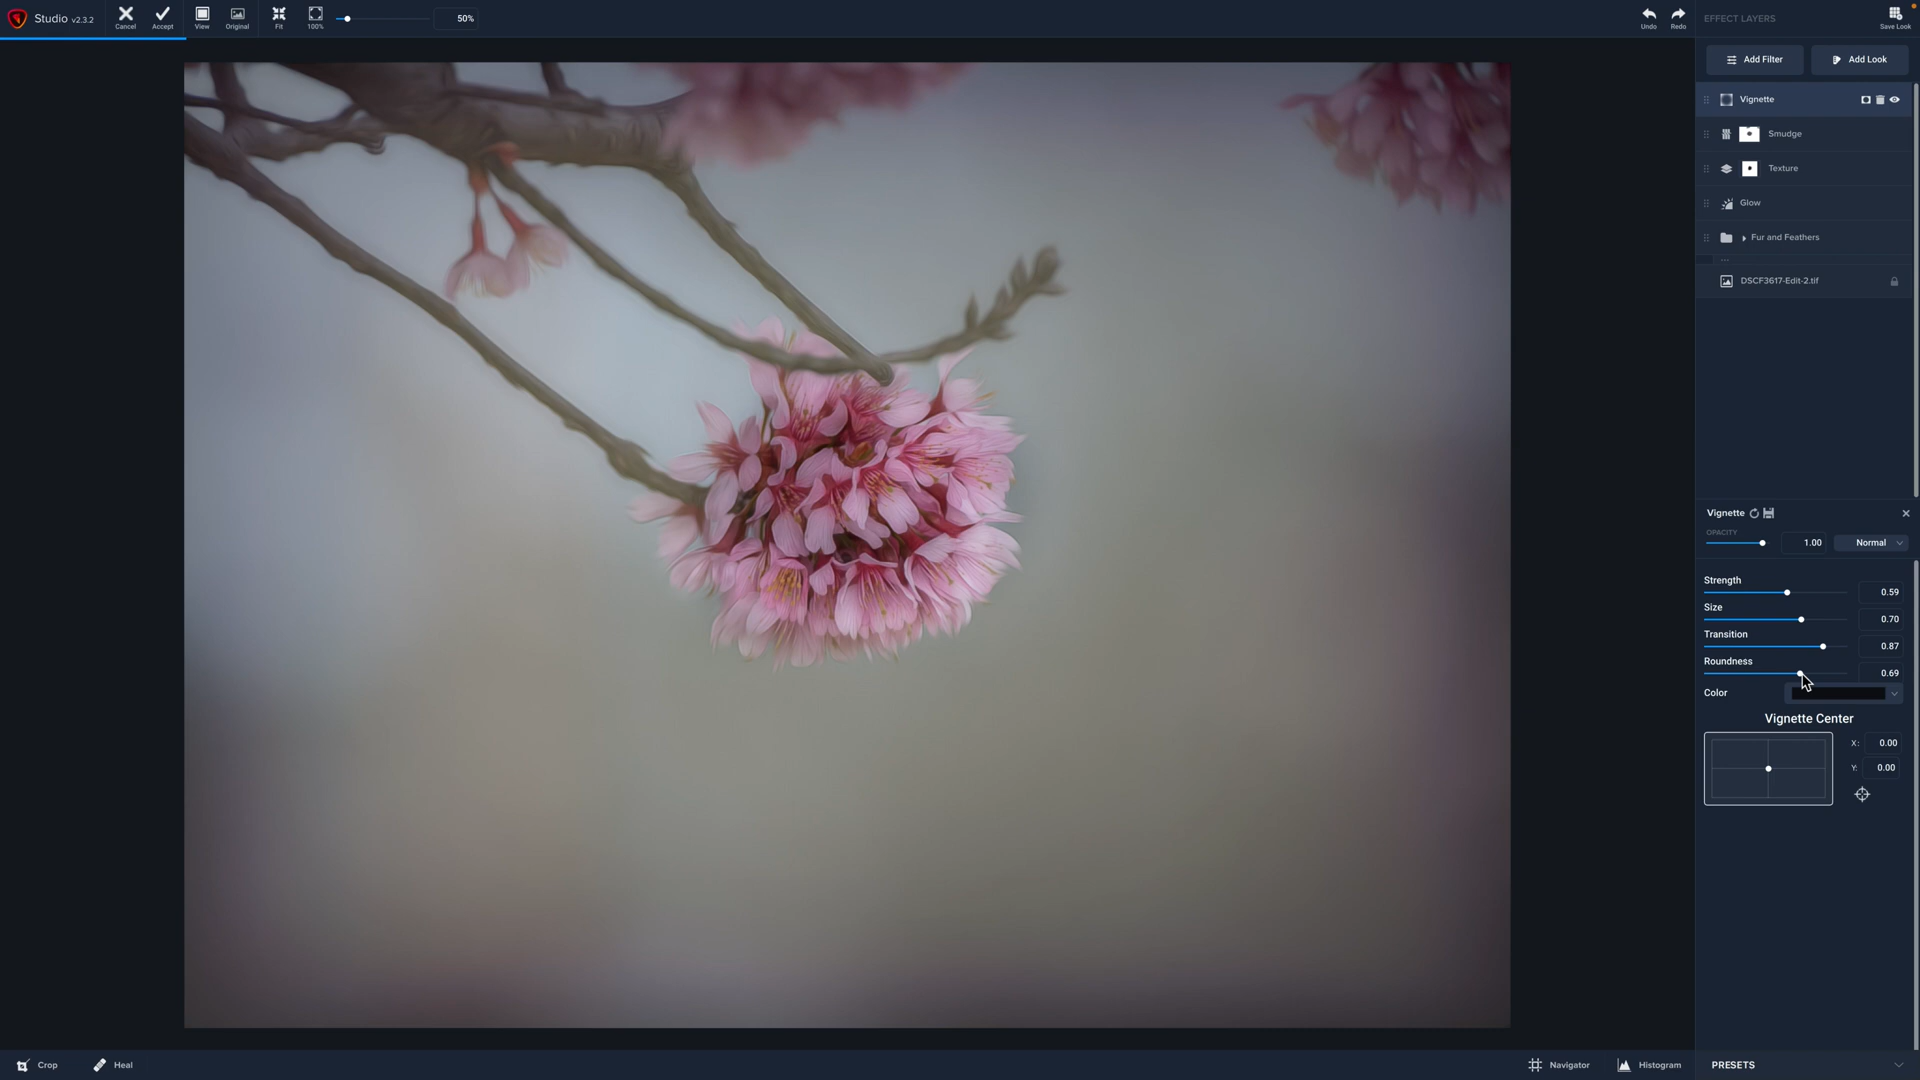 Studio v2.3.2
Cancel
Accept
View
Original
Fit
100%
50%
Undo
Redo
EFFECT LAYERS
Save Look
Add Filter
Add Look
Vignette
Smudge
Texture
Glow
Fur and Feathers
...
DSCF3617-Edit-2.tif
Vignette
OPACITY
1.00
Normal
Strength
0.59
Size
0.70
Transition
0.87
Roundness
0.69
Color
Vignette Center
X: 0.00
Y: 0.00
Crop
Heal
Navigator
Histogram
PRESETS